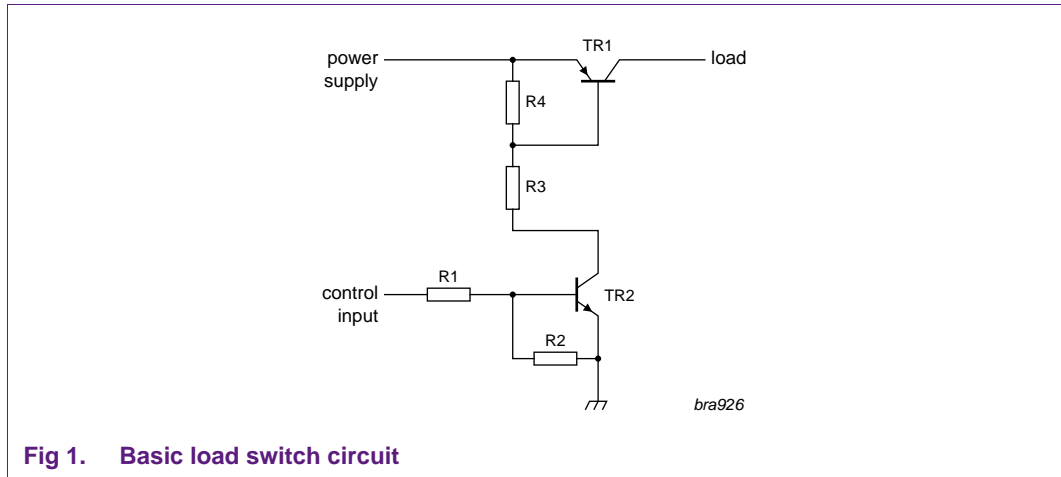 TR1
power
supply
load
R4
R3
R1
control
input
TR2
R2
bra926
Fig 1. Basic load switch circuit